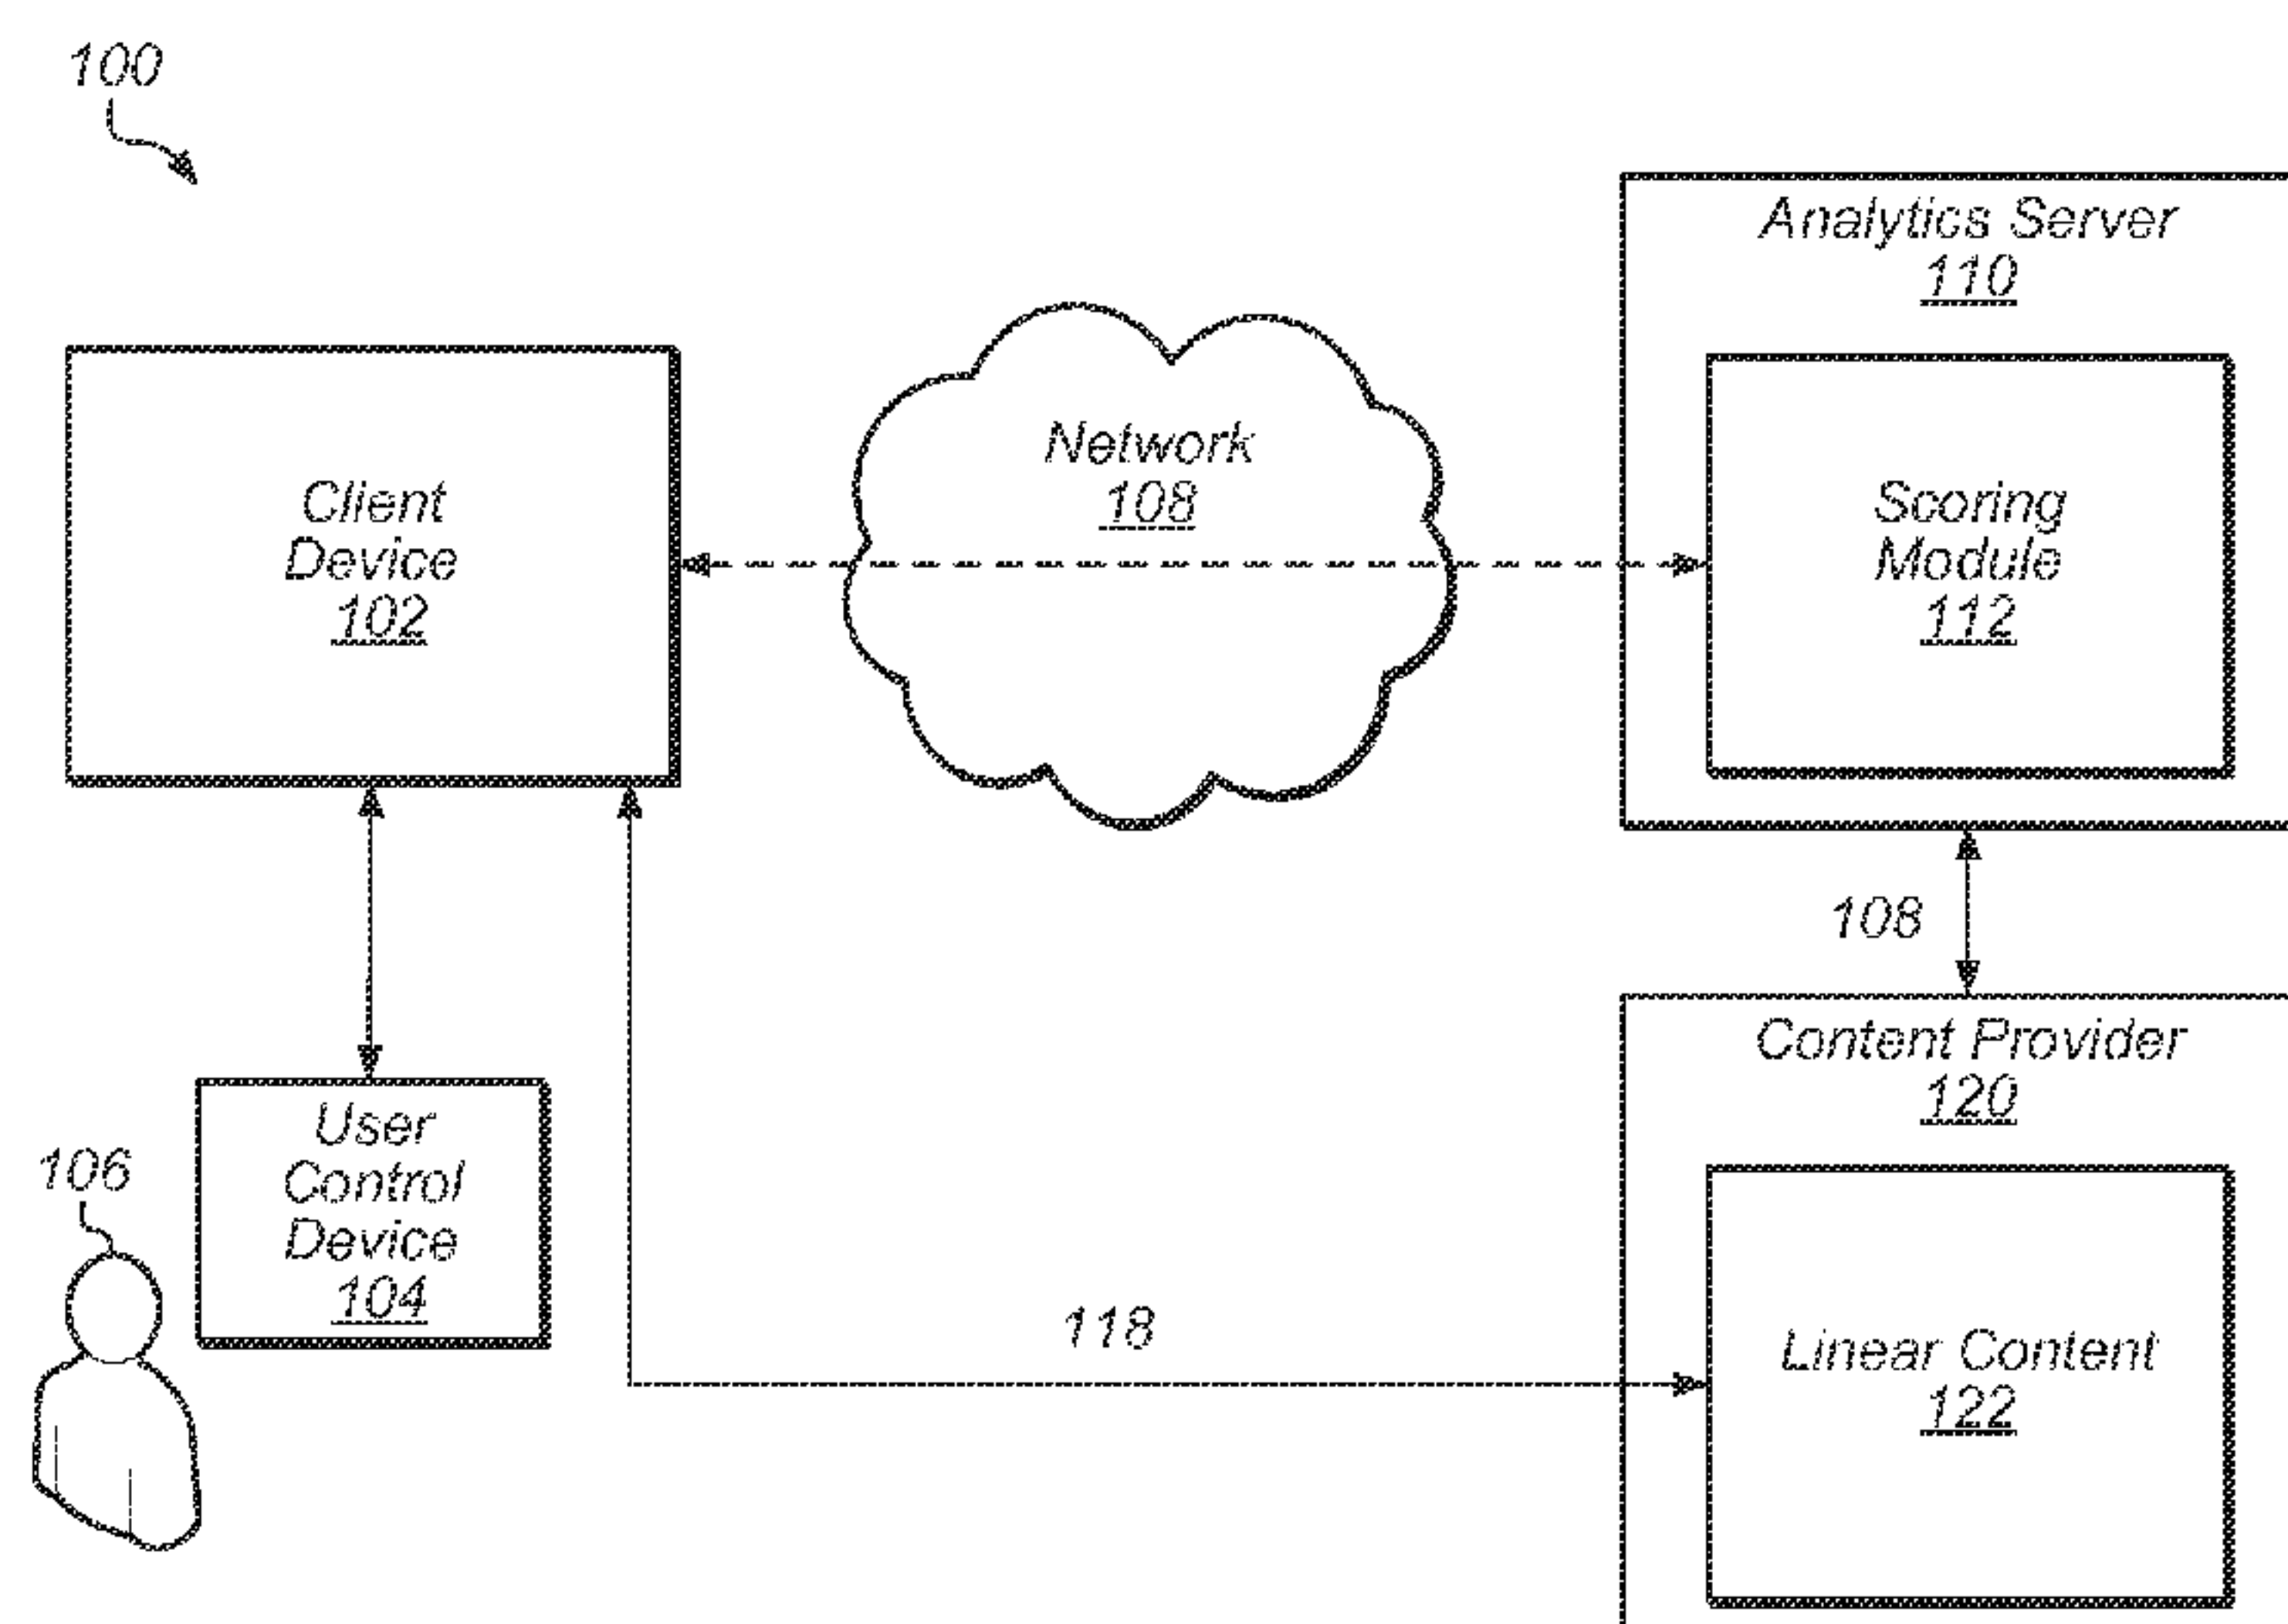 100
Analytics Server
110
Network
108
Client
Device
102
Scoring
Module
112
108
Content Provider
120
User
Control
Device
104
106
118
Linear Content
122